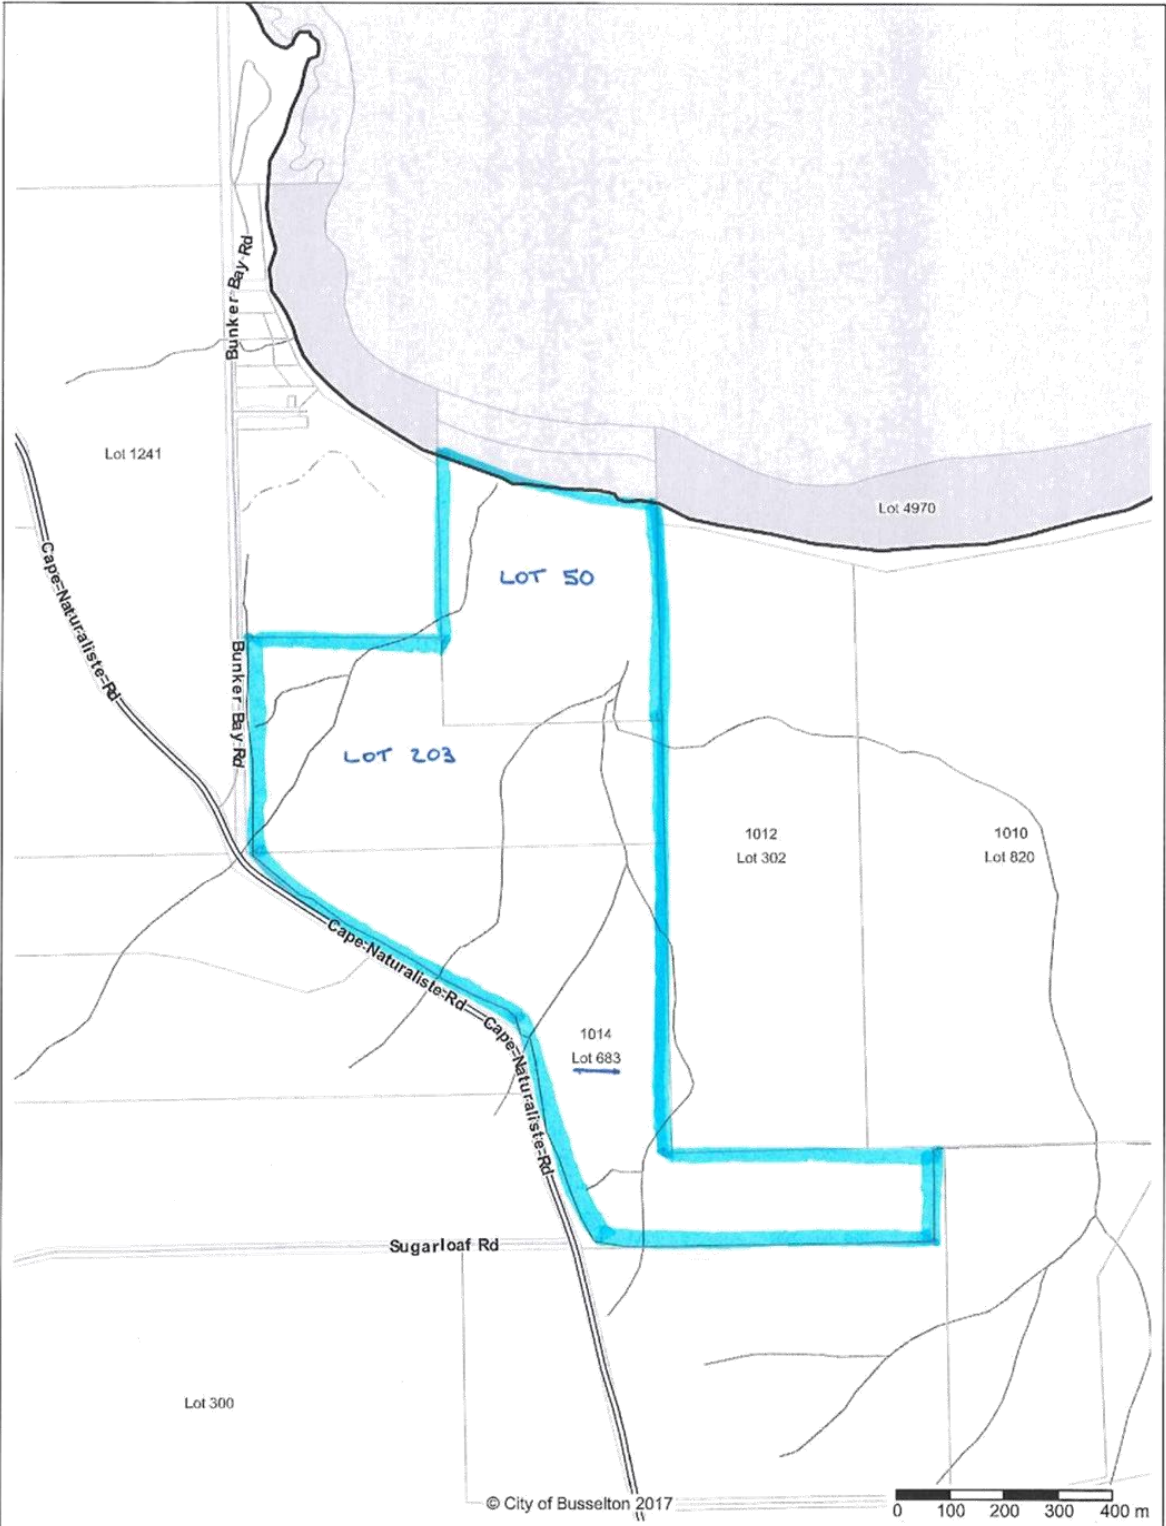 Bunker Bay Rd
Lot 1241
Lot 4970
Cape-Naturaliste-Rd
LOT 50
Bunker Bay Rd
LOT 203
1012
Lot 302
1010
Lot 820
Cape-Naturaliste-Rd
Cape-Naturaliste-Rd
1014
Lot 683
Sugarloaf Rd
Lot 300
© City of Busselton 2017
0 100 200 300 400 m